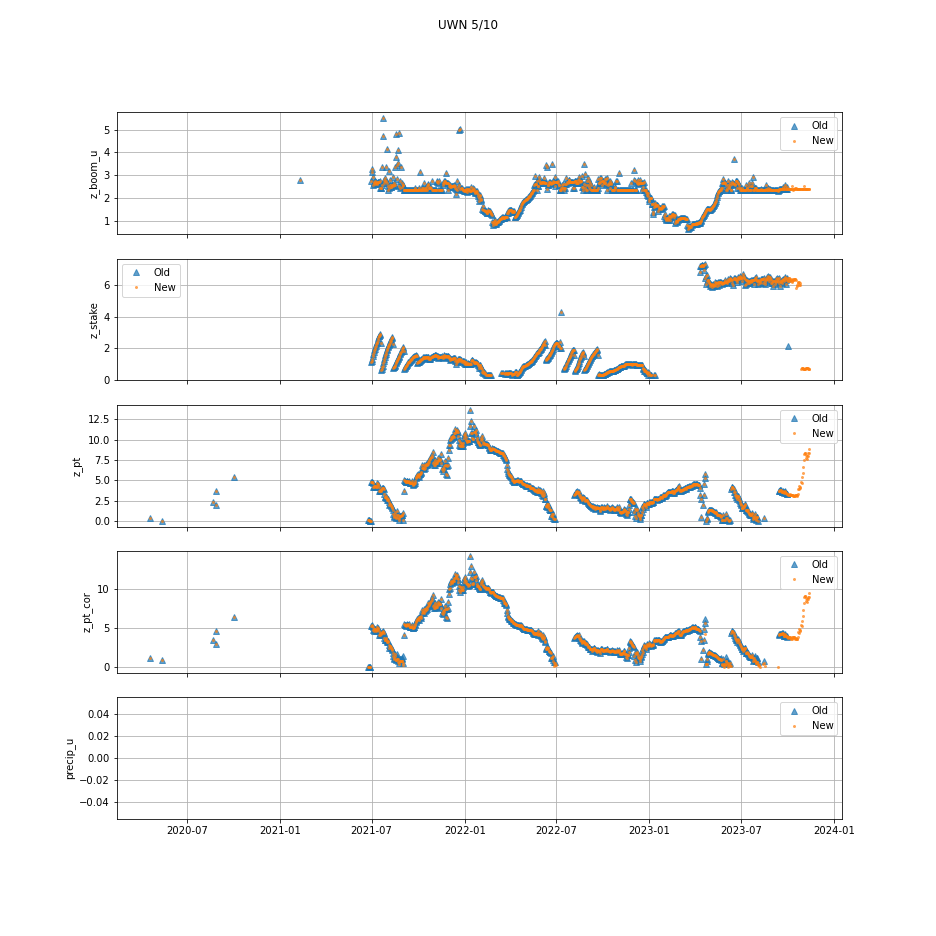 UWN 5/10
z_boom_u
5
4
3
2
1
Old
New
z_stake
6
4
2
0
Old
New
z_pt
12.5
10.0
7.5
5.0
2.5
0.0
Old
New
z_pt_cor
10
5
0
Old
New
precip_u
0.04
0.02
0.00
−0.02
−0.04
Old
New
2020-07 2021-01 2021-07 2022-01 2022-07 2023-01 2023-07 2024-01